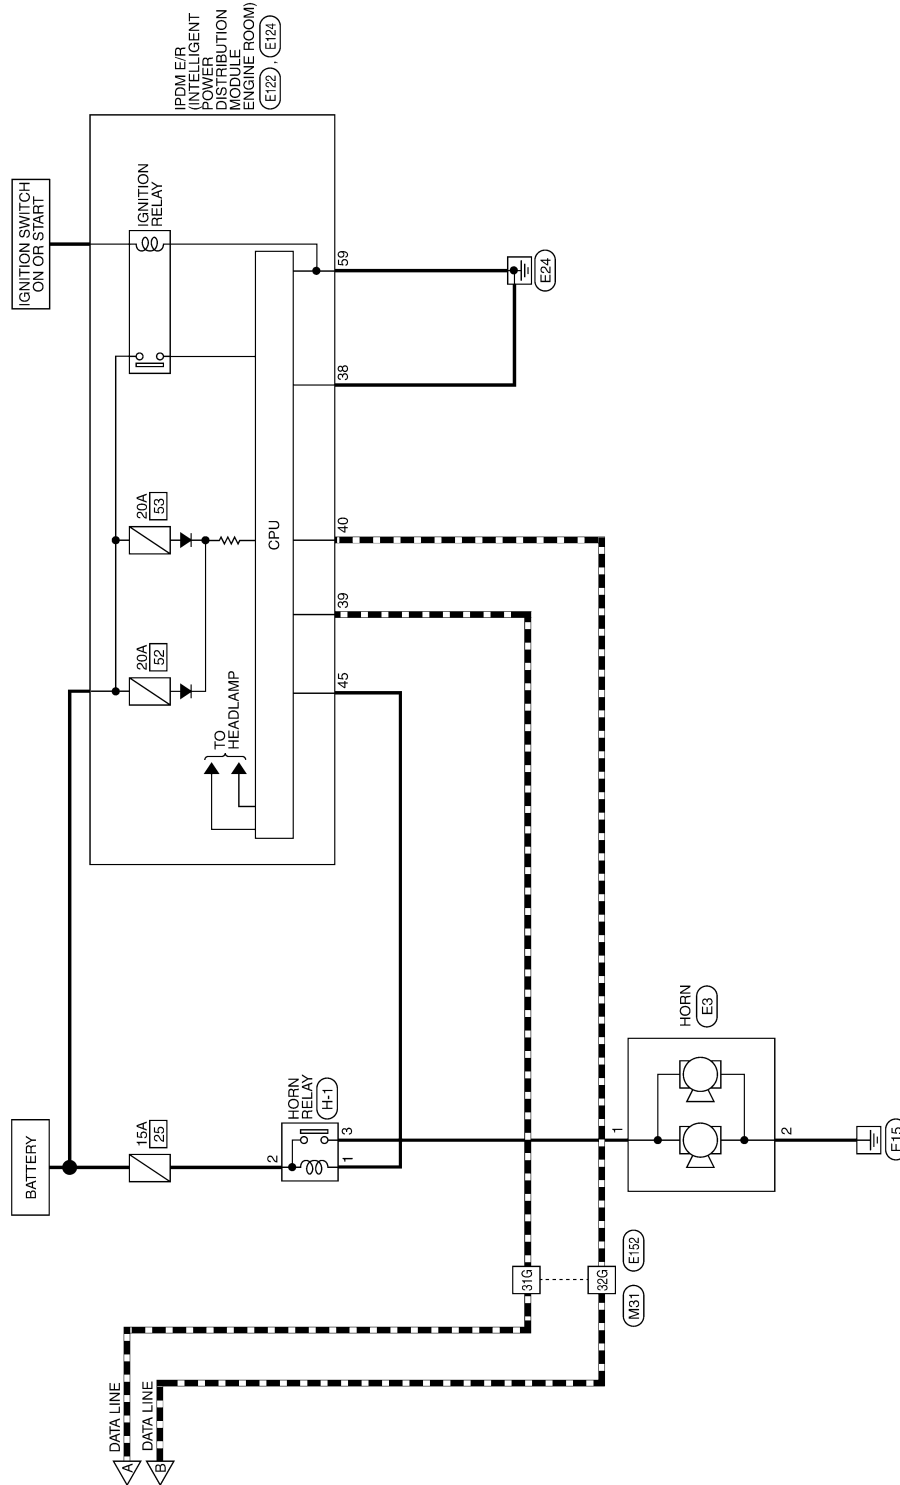 IGNITION SWITCH
ON OR START
IPDM E/R
(INTELLIGENT
POWER
DISTRIBUTION
MODULE
ENGINE ROOM)
E122 , E124
IGNITION
RELAY
20A
53
20A
52
TO
HEADLAMP
CPU
59
38
40
39
45
E24
BATTERY
15A
25
HORN
RELAY
H-1
2
3
1
HORN
E3
1
2
E15
31G
32G
E152
M31
DATA LINE
A
DATA LINE
B